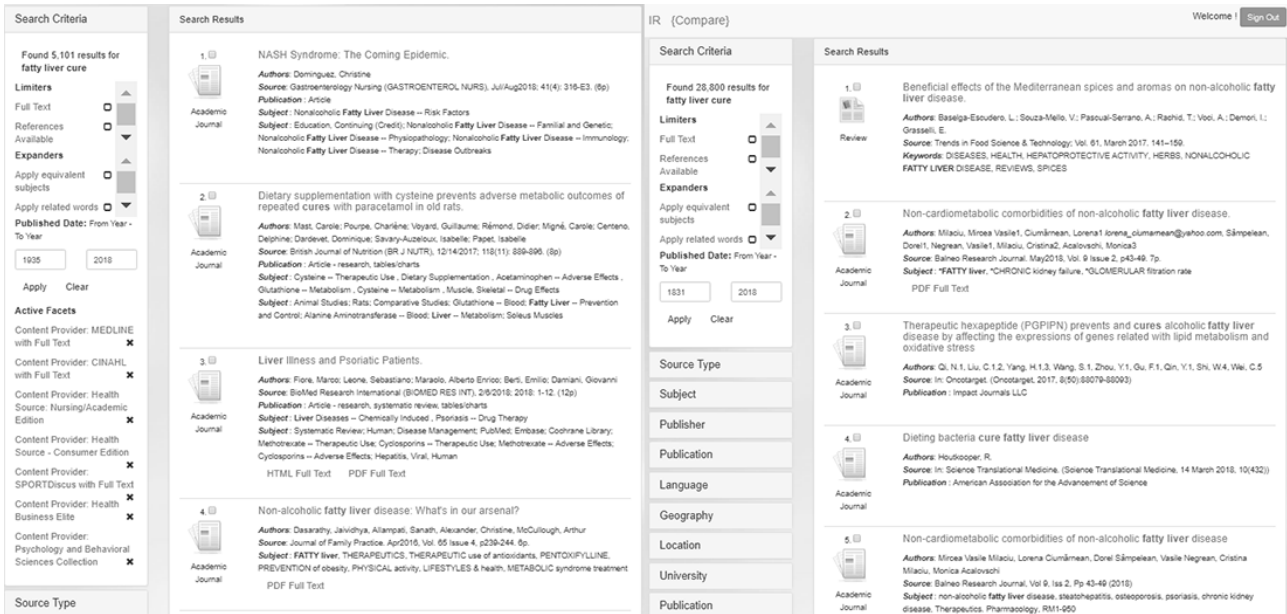 Search Criteria
Found 5,101 results for
fatty liver cure
Limiters
Full Text
References
Available
Expanders
Apply equivalent
subjects
Apply related words
Published Date: From Year -
To Year
1935 2018
Apply Clear
Active Facets
Content Provider: MEDLINE
with Full Text
Content Provider: CINAHL
with Full Text
Content Provider: Health
Source: Nursing/Academic
Edition
Content Provider: Health
Source - Consumer Edition
Content Provider:
SPORTDiscus with Full Text
Content Provider: Health
Business Elite
Content Provider:
Psychology and Behavioral
Sciences Collection
Source Type
Search Results
1. NASH Syndrome: The Coming Epidemic.
Academic
Journal
Authors: Dominguez, Christine
Source: Gastroenterology Nursing (GASTROENTEROL NURS), Jul/Aug2018; 41(4): 316-E3. (6p)
Publication : Article
Subject : Nonalcoholic Fatty Liver Disease -- Risk Factors
Subject : Education, Continuing (Credit); Nonalcoholic Fatty Liver Disease -- Familial and Genetic;
Nonalcoholic Fatty Liver Disease -- Physiopathology; Nonalcoholic Fatty Liver Disease -- Immunology;
Nonalcoholic Fatty Liver Disease -- Therapy; Disease Outbreaks
2. Dietary supplementation with cysteine prevents adverse metabolic outcomes of
repeated cures with paracetamol in old rats.
Academic
Journal
Authors: Mast, Carole; Pourpe, Charlène; Voyard, Guillaume; Rémond, Didier; Migné, Carole; Centeno,
Delphine; Dardevet, Dominique; Savary-Auzeloux, Isabelle; Papet, Isabelle
Source: British Journal of Nutrition (BR J NUTR), 12/14/2017; 118(11): 889-896. (8p)
Publication : Article - research, tables/charts
Subject : Cysteine -- Therapeutic Use , Dietary Supplementation , Acetaminophen -- Adverse Effects ,
Glutathione -- Metabolism , Cysteine -- Metabolism , Muscle, Skeletal -- Drug Effects
Subject : Animal Studies; Rats; Comparative Studies; Glutathione -- Blood; Fatty Liver -- Prevention
and Control; Alanine Aminotransferase -- Blood; Liver -- Metabolism; Soleus Muscles
3. Liver Illness and Psoriatic Patients.
Academic
Journal
Authors: Fiore, Marco; Leone, Sebastiano; Maraolo, Alberto Enrico; Berti, Emilio; Damiani, Giovanni
Source: BioMed Research International (BIOMED RES INT), 2/6/2018; 2018: 1-12. (12p)
Publication : Article - research, systematic review, tables/charts
Subject : Liver Diseases -- Chemically Induced , Psoriasis -- Drug Therapy
Subject : Systematic Review; Human; Disease Management; PubMed; Embase; Cochrane Library;
Methotrexate -- Therapeutic Use; Cyclosporins -- Therapeutic Use; Methotrexate -- Adverse Effects;
Cyclosporins -- Adverse Effects; Hepatitis, Viral, Human
HTML Full Text PDF Full Text
4. Non-alcoholic fatty liver disease: What's in our arsenal?
Academic
Journal
Authors: Dasarathy, Jaividhya, Allampati, Sanath, Alexander, Christine, McCullough, Arthur
Source: Journal of Family Practice. Apr2016, Vol. 65 Issue 4, p239-244. 6p.
Subject : FATTY liver, THERAPEUTICS, THERAPEUTIC use of antioxidants, PENTOXIFYLLINE,
PREVENTION of obesity, PHYSICAL activity, LIFESTYLES & health, METABOLIC syndrome treatment
PDF Full Text
IR {Compare}
Welcome ! Sign Out
Search Criteria
Found 28,800 results for
fatty liver cure
Limiters
Full Text
References
Available
Expanders
Apply equivalent
subjects
Apply related words
Published Date: From Year -
To Year
1831 2018
Apply Clear
Source Type
Subject
Publisher
Publication
Language
Geography
Location
University
Publication
Search Results
1. Beneficial effects of the Mediterranean spices and aromas on non-alcoholic fatty
liver disease.
Review
Authors: Baselga-Escudero, L.; Souza-Mello, V.; Pascual-Serrano, A.; Rachid, T.; Voci, A.; Demori, I.;
Grasselli, E.
Source: Trends in Food Science & Technology; Vol. 61, March 2017. 141–159.
Keywords: DISEASES, HEALTH, HEPATOPROTECTIVE ACTIVITY, HERBS, NONALCOHOLIC
FATTY LIVER DISEASE, REVIEWS, SPICES
2. Non-cardiometabolic comorbidities of non-alcoholic fatty liver disease.
Academic
Journal
Authors: Milaciu, Mircea Vasile1, Ciumărnean, Lorena1 lorena_ciumarnean@yahoo.com, Sâmpelean,
Dorel1, Negrean, Vasile1, Milaciu, Cristina2, Acalovschi, Monica3
Source: Balneo Research Journal. May2018, Vol. 9 Issue 2, p43-49. 7p.
Subject : *FATTY liver, *CHRONIC kidney failure, *GLOMERULAR filtration rate
PDF Full Text
3. Therapeutic hexapeptide (PGPIPN) prevents and cures alcoholic fatty liver
disease by affecting the expressions of genes related with lipid metabolism and
oxidative stress
Academic
Journal
Authors: Qi, N.1, Liu, C.1,2, Yang, H.1,3, Wang, S.1, Zhou, Y.1, Gu, F.1, Qin, Y.1, Shi, W.4, Wei, C.5
Source: In: Oncotarget. (Oncotarget, 2017, 8(50):88079-88093)
Publication : Impact Journals LLC
4. Dieting bacteria cure fatty liver disease
Academic
Journal
Authors: Houtkooper, R.
Source: In: Science Translational Medicine. (Science Translational Medicine, 14 March 2018, 10(432))
Publication : American Association for the Advancement of Science
5. Non-cardiometabolic comorbidities of non-alcoholic fatty liver disease
Academic
Journal
Authors: Mircea Vasile Milaciu, Lorena Ciumărnean, Dorel Sâmpelean, Vasile Negrean, Cristina
Milaciu, Monica Acalovschi
Source: Balneo Research Journal, Vol 9, Iss 2, Pp 43-49 (2018)
Subject : non-alcoholic fatty liver disease, steatohepatitis, osteoporosis, psoriasis, chronic kidney
disease, Therapeutics. Pharmacology, RM1-950